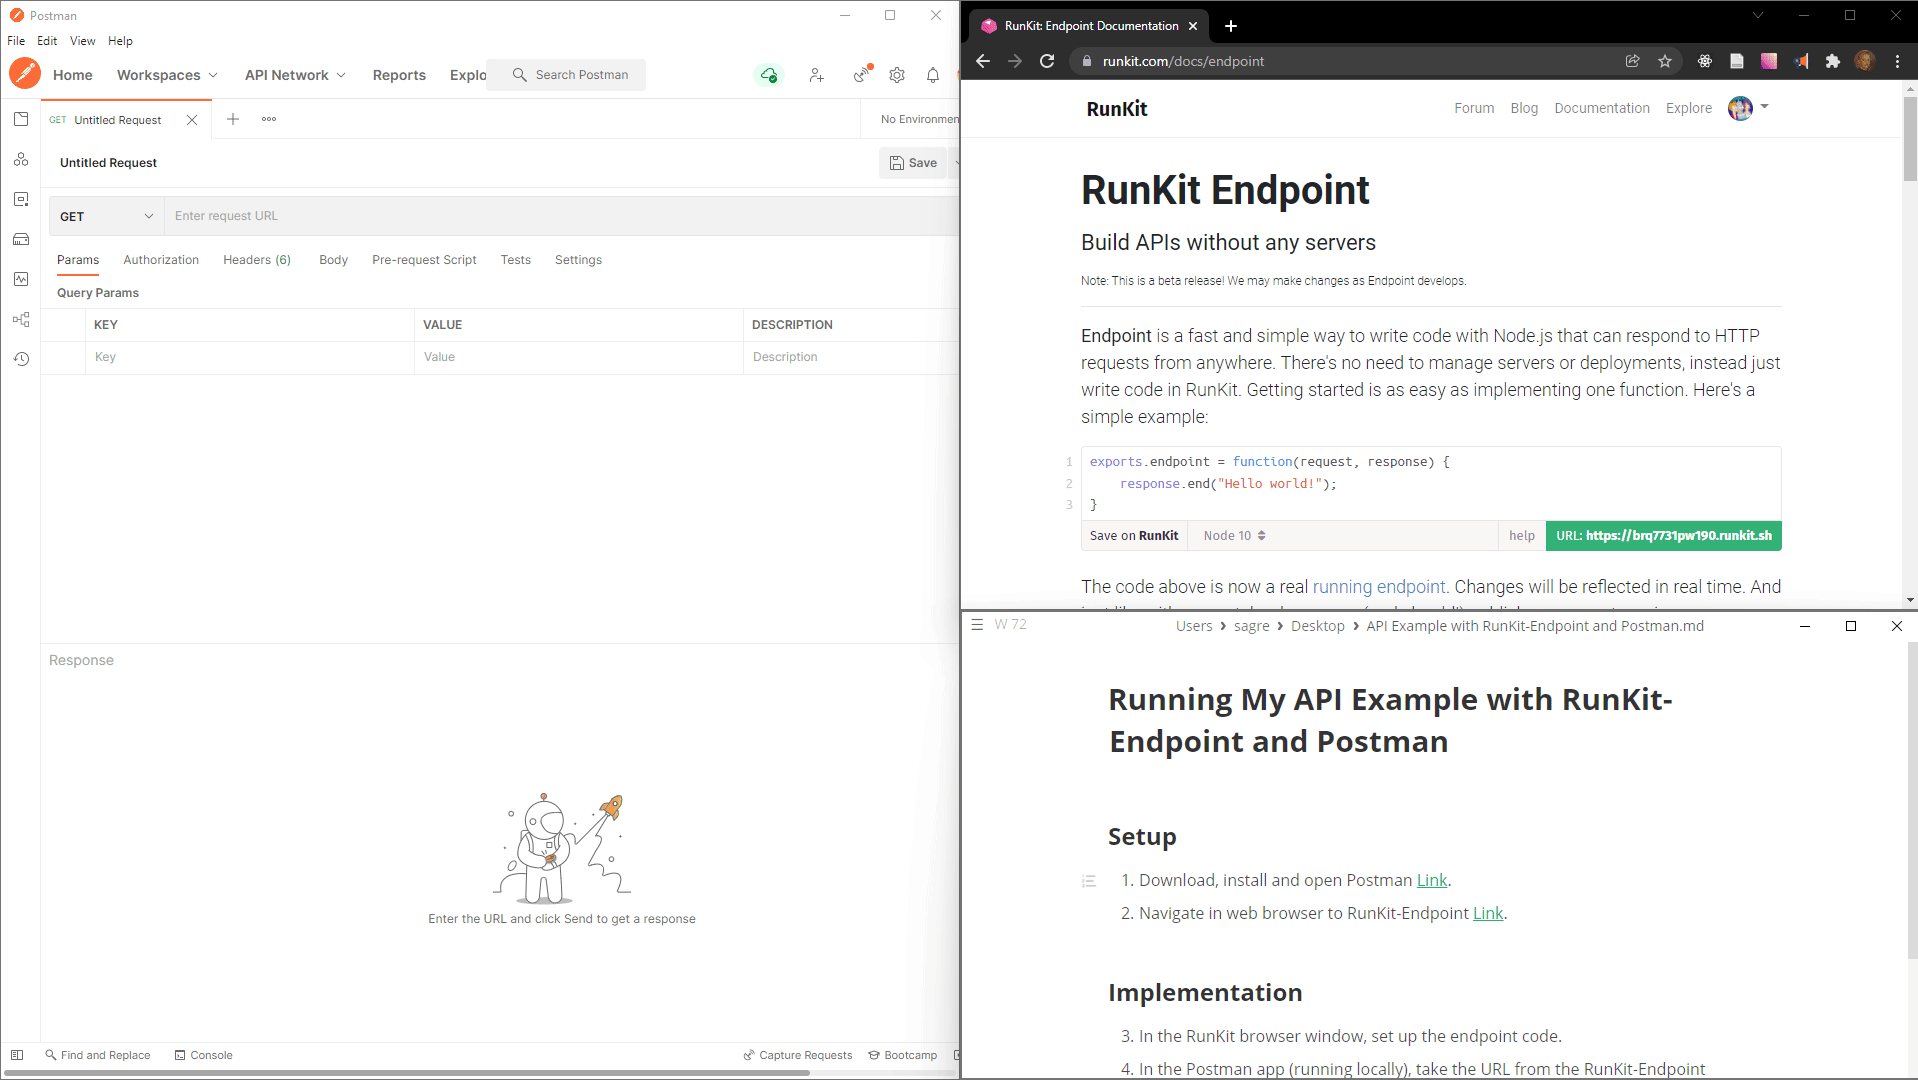 Postman
File Edit View Help
Home Workspaces API Network Reports Explo Search Postman
GET Untitled Request
No Environmen
Untitled Request
Save
GET Enter request URL
Params Authorization Headers (6) Body Pre-request Script Tests Settings
Query Params
KEY VALUE DESCRIPTION
Key Value Description
Response
Enter the URL and click Send to get a response
Find and Replace Console Capture Requests Bootcamp
RunKit: Endpoint Documentation
runkit.com/docs/endpoint
RunKit Forum Blog Documentation Explore
RunKit Endpoint
Build APIs without any servers
Note: This is a beta release! We may make changes as Endpoint develops.
Endpoint is a fast and simple way to write code with Node.js that can respond to HTTP
requests from anywhere. There's no need to manage servers or deployments, instead just
write code in RunKit. Getting started is as easy as implementing one function. Here's a
simple example:
1 exports.endpoint = function(request, response) {
2 response.end("Hello world!");
3 }
Save on RunKit Node 10 help URL: https://brq7731pw190.runkit.sh
The code above is now a real running endpoint. Changes will be reflected in real time. And
W 72 Users > sagre > Desktop > API Example with RunKit-Endpoint and Postman.md
Running My API Example with RunKit-
Endpoint and Postman
Setup
1. Download, install and open Postman Link.
2. Navigate in web browser to RunKit-Endpoint Link.
Implementation
3. In the RunKit browser window, set up the endpoint code.
4. In the Postman app (running locally), take the URL from the RunKit-Endpoint